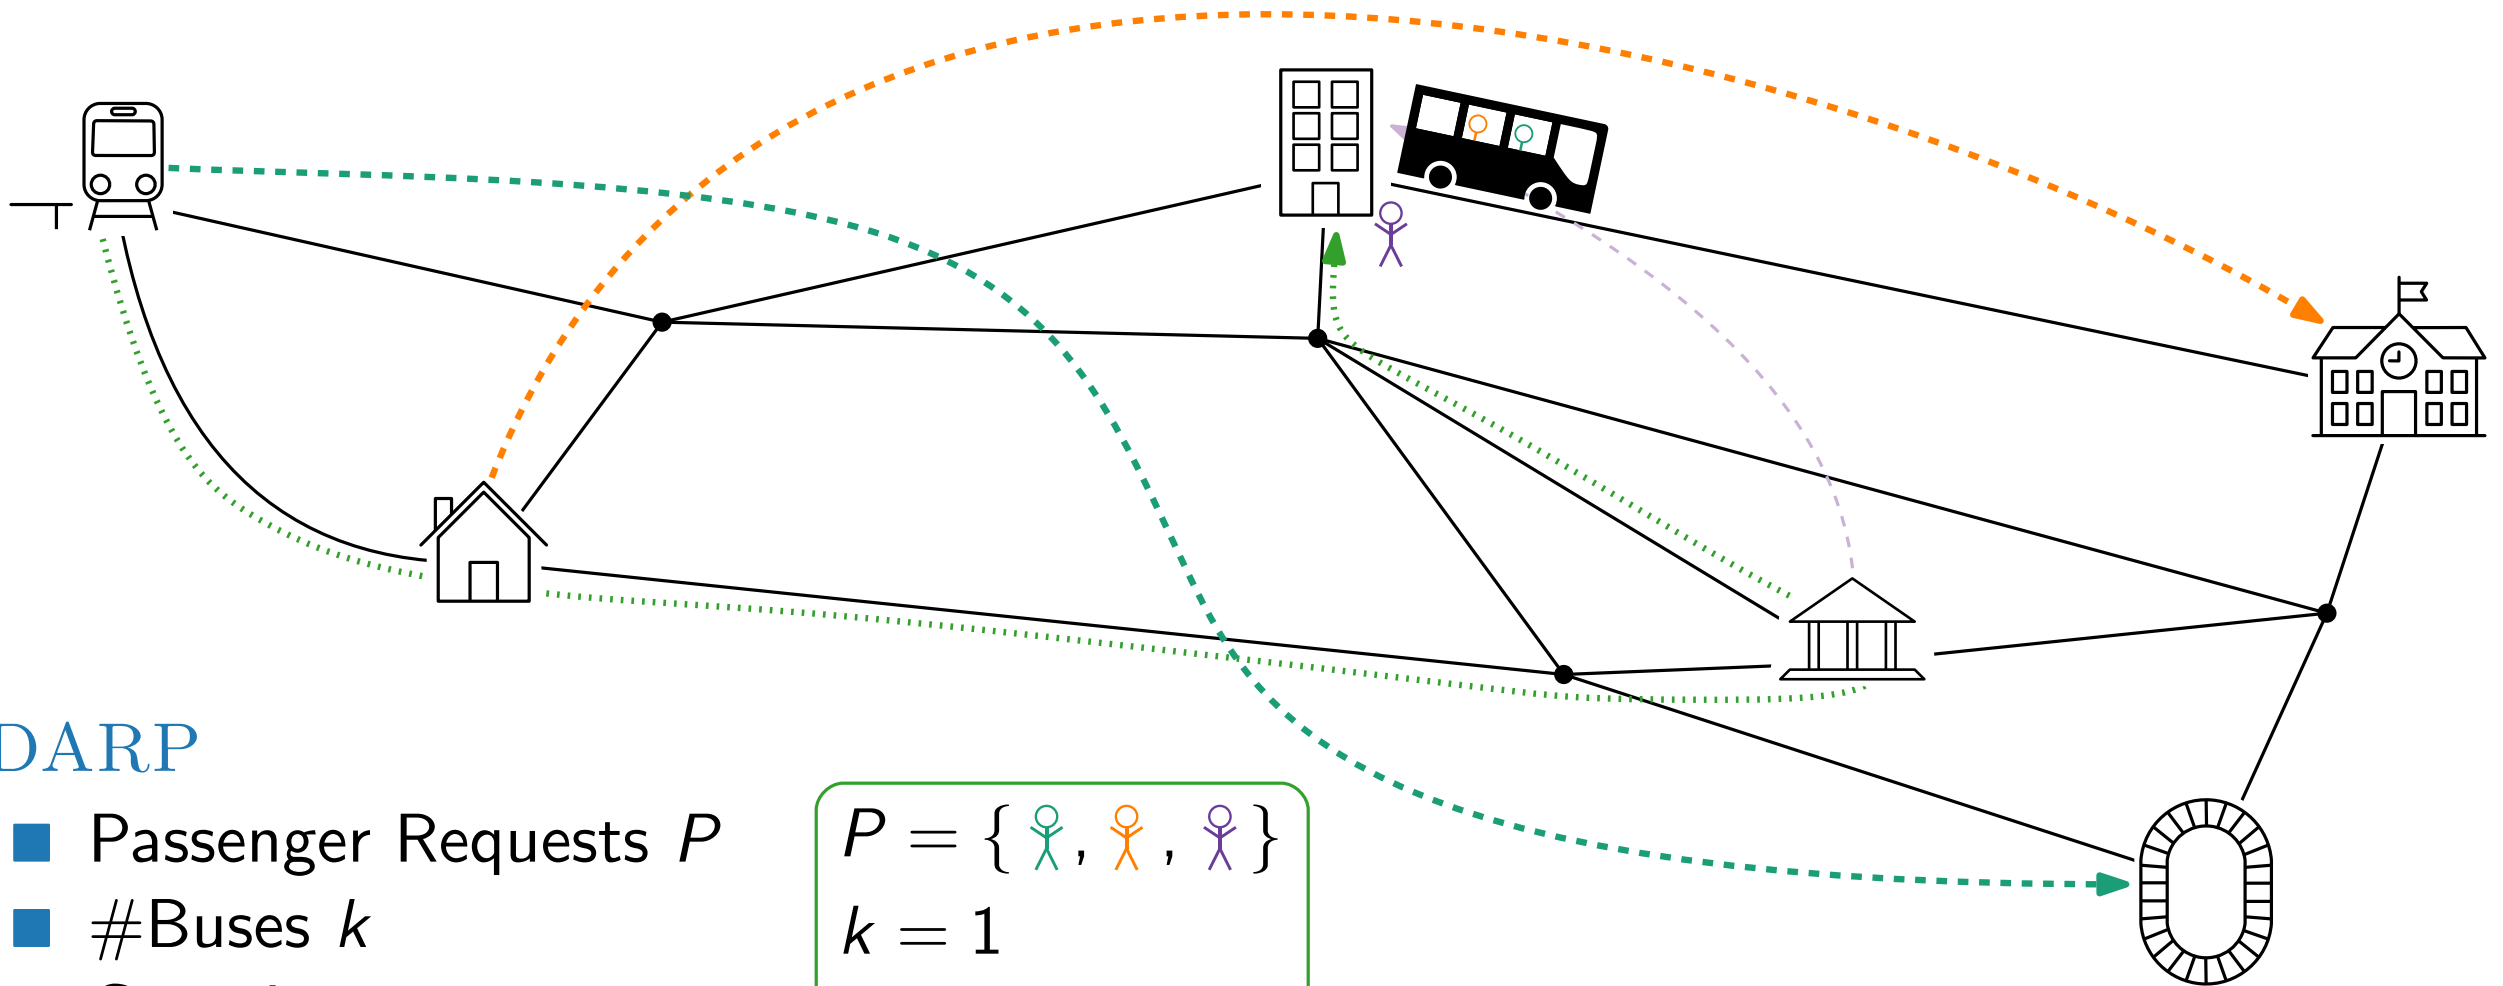 DARP
Passenger Requests P
P = { , , }
#Buses k
k = 1